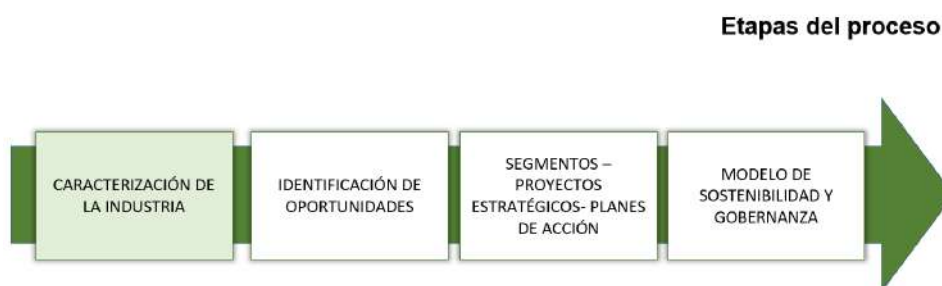 Etapas del proceso
CARACTERIZACIÓN DE
LA INDUSTRIA
IDENTIFICACIÓN DE
OPORTUNIDADES
SEGMENTOS –
PROYECTOS
ESTRATÉGICOS- PLANES
DE ACCIÓN
MODELO DE
SOSTENIBILIDAD Y
GOBERNANZA